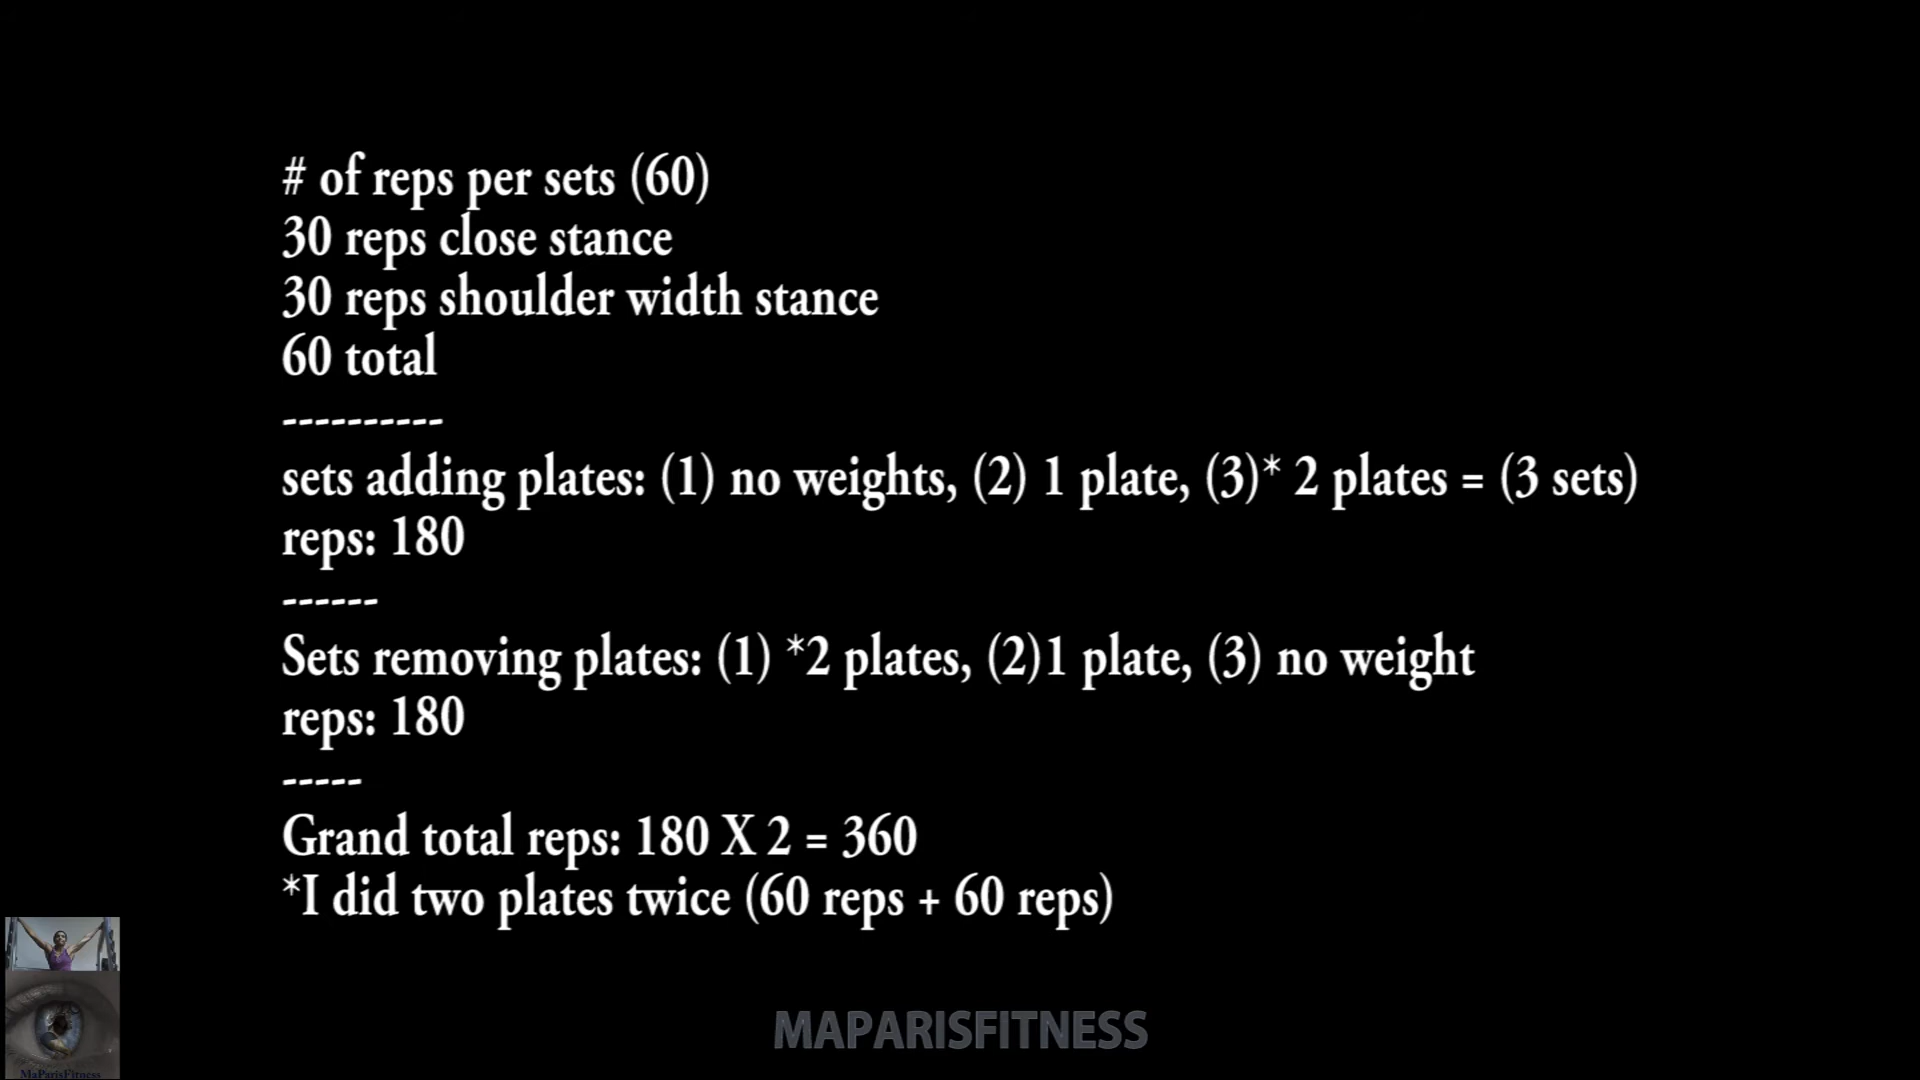 # of reps per sets (60)
30 reps close stance
30 reps shoulder width stance
60 total
----------
sets adding plates: (1) no weights, (2) 1 plate, (3)* 2 plates = (3 sets)
reps: 180
------
Sets removing plates: (1) *2 plates, (2)1 plate, (3) no weight
reps: 180
-----
Grand total reps: 180 X 2 = 360
*I did two plates twice (60 reps + 60 reps)
MAPARISFITNESS
MaParisFitness